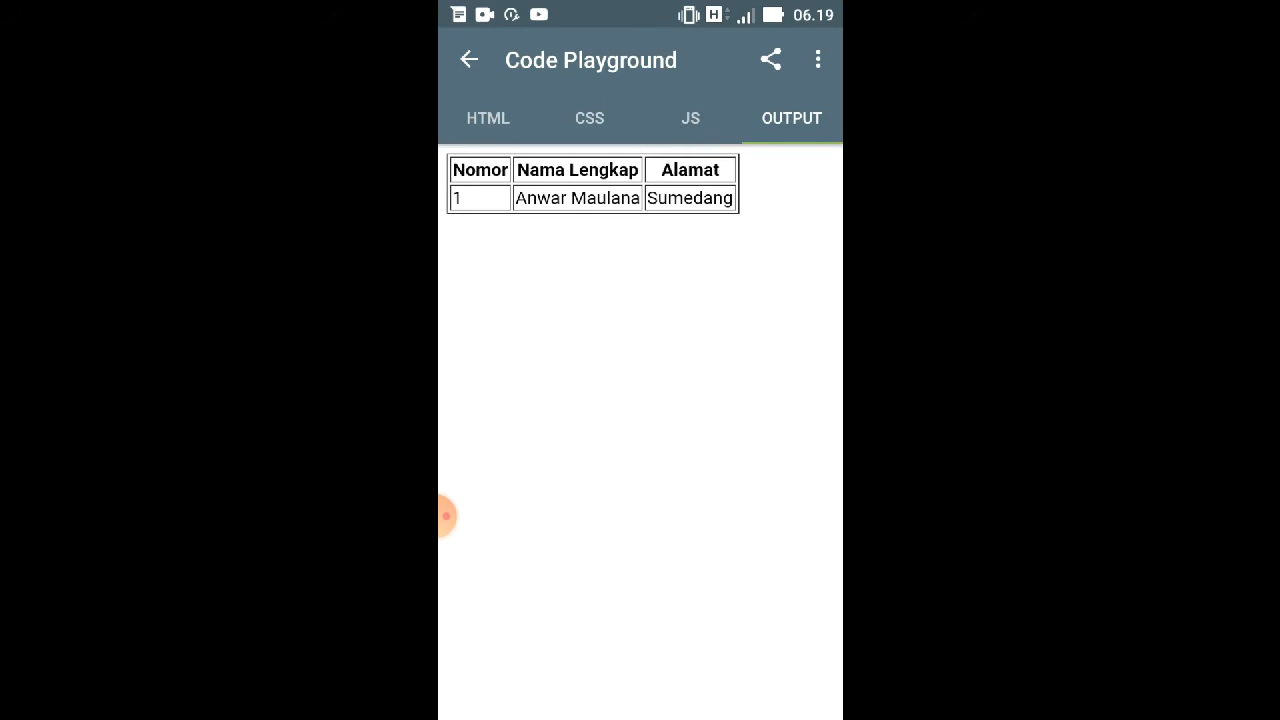 H 06.19
Code Playground
HTML CSS JS OUTPUT
Nomor Nama Lengkap Alamat
1 Anwar Maulana Sumedang